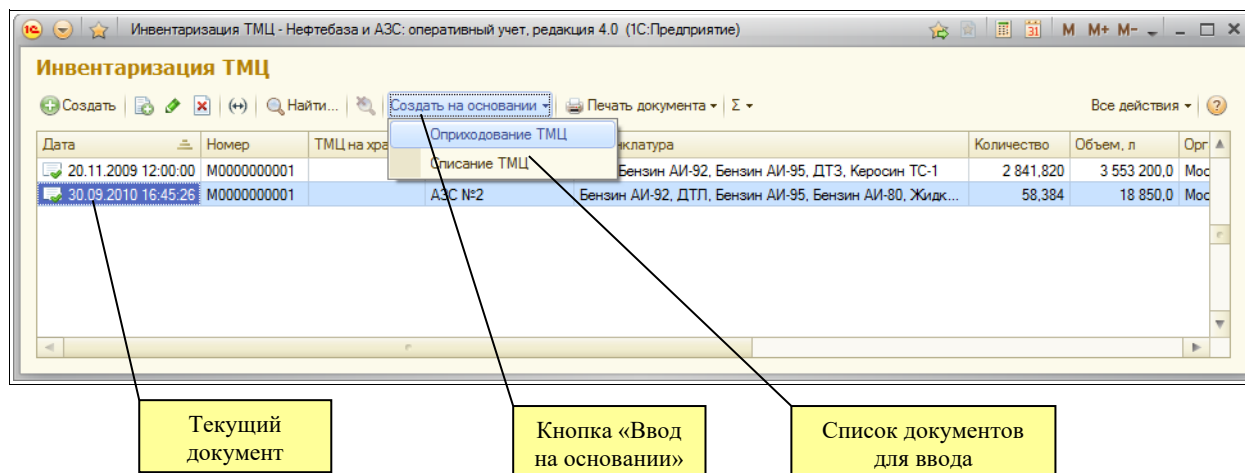 Инвентаризация ТМЦ - Нефтебаза и АЗС: оперативный учет, редакция 4.0 (1С:Предприятие) 31 M M+ M-
Инвентаризация ТМЦ
Создать Найти... Создать на основании Печать документа Σ Все действия ?
Дата Номер ТМЦ на хра Количество Объем, л Орг
Оприходование ТМЦ
Списание ТМЦ
20.11.2009 12:00:00 М0000000001 Бензин АИ-92, Бензин АИ-95, ДТЗ, Керосин ТС-1 2 841,820 3 553 200,0 Мос
30.09.2010 16:45:26 М0000000001 АЗС №2 Бензин АИ-92, ДТЛ, Бензин АИ-95, Бензин АИ-80, Жидк... 58,384 18 850,0 Мос
Текущий
документ
Кнопка «Ввод
на основании»
Список документов
для ввода